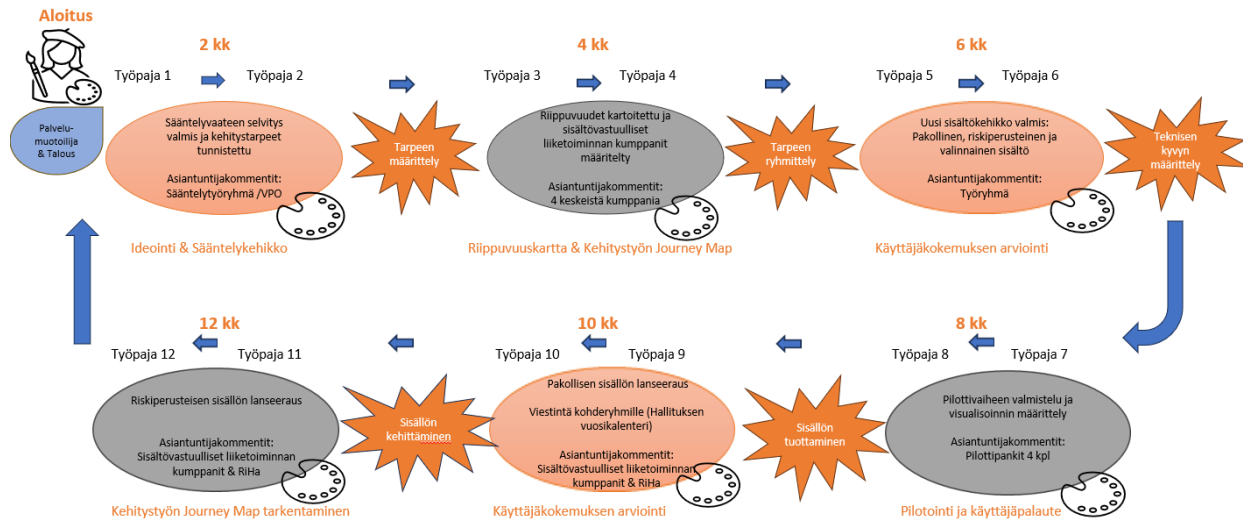 Aloitus
Palvelu-
muotoilija
& Talous
2 kk
Työpaja 1
Työpaja 2
Sääntelyvaateen selvitys
valmis ja kehitystarpeet
tunnistettu
Asiantuntijakommentit:
Sääntelytyöryhmä /VPO
Ideointi & Sääntelykehikko
Tarpeen
määrittely
4 kk
Työpaja 3
Työpaja 4
Riippuvuudet kartoitettu ja
sisältövastuulliset
liiketoiminnan kumppanit
määritelty
Asiantuntijakommentit:
4 keskeistä kumppania
Riippuvuuskartta & Kehitystyön Journey Map
Tarpeen
ryhmittely
6 kk
Työpaja 5
Työpaja 6
Uusi sisältökehikko valmis:
Pakollinen, riskiperusteinen ja
valinnainen sisältö
Asiantuntijakommentit:
Työryhmä
Käyttäjäkokemuksen arviointi
Teknisen
kyvyn
määrittely
8 kk
Työpaja 8
Työpaja 7
Pilottivaiheen valmistelu ja
visualisoinnin määrittely
Asiantuntijakommentit:
Pilottipankit 4 kpl
Pilotointi ja käyttäjäpalaute
Sisällön
tuottaminen
10 kk
Työpaja 10
Työpaja 9
Pakollisen sisällön lanseeraus
Viestintä kohderyhmille (Hallituksen
vuosikalenteri)
Asiantuntijakommentit:
Sisältövastuulliset liiketoiminnan
kumppanit & RiHa
Käyttäjäkokemuksen arviointi
Sisällön
kehittäminen
12 kk
Työpaja 12
Työpaja 11
Riskiperusteisen sisällön lanseeraus
Asiantuntijakommentit:
Sisältövastuulliset liiketoiminnan
kumppanit & RiHa
Kehitystyön Journey Map tarkentaminen